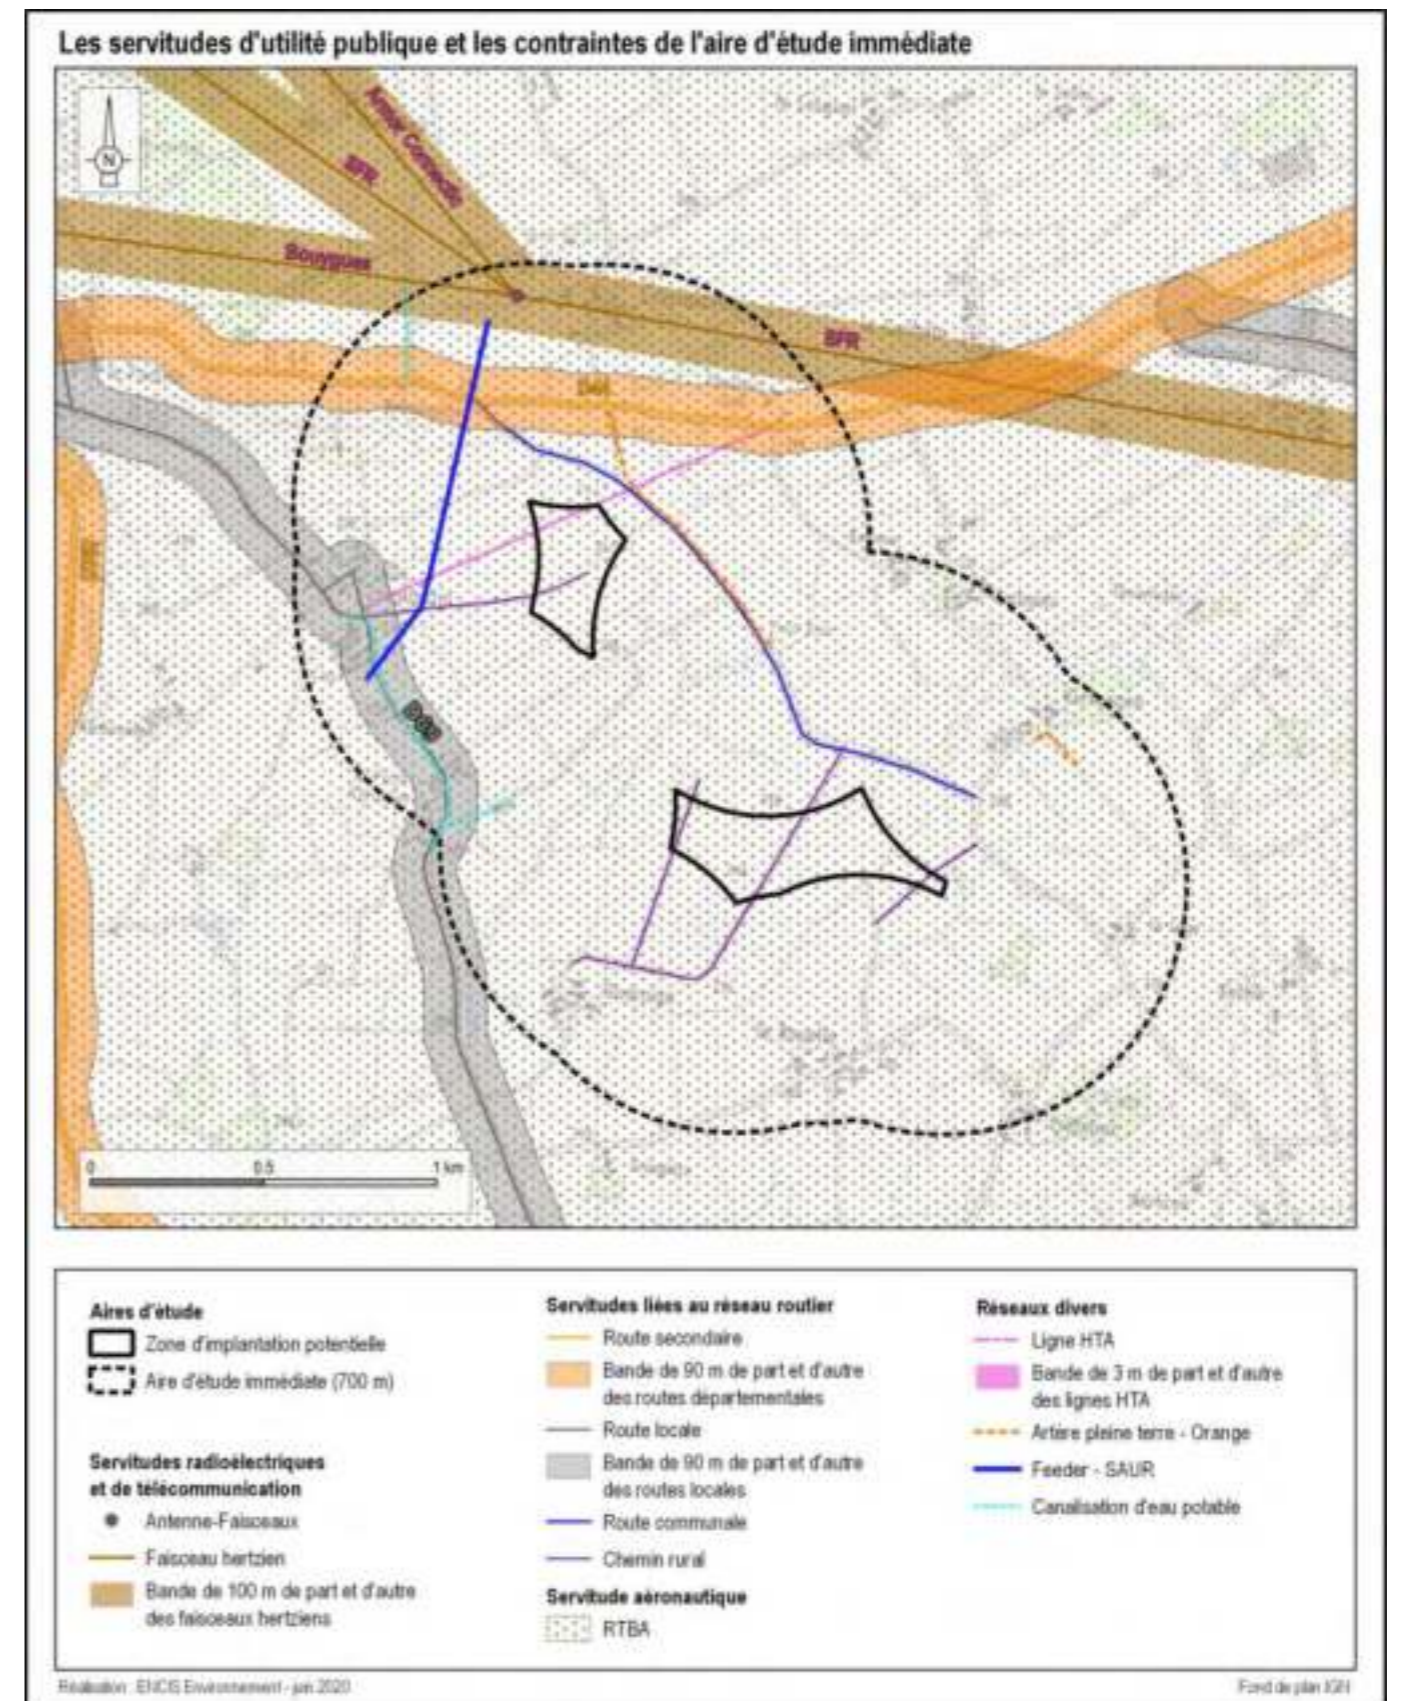 Les servitudes d'utilité publique et les contraintes de l'aire d'étude immédiate
N
Armor Connectic
SFR
Bouygues
SFR
D44
0
0.5
1 km
Aires d'étude
Zone d'implantation potentielle
Aire d'étude immédiate (700 m)
Servitudes radioélectriques
et de télécommunication
Antenne-Faisceaux
Faisceau hertzien
Bande de 100 m de part et d'autre
des faisceaux hertziens
Servitudes liées au réseau routier
Route secondaire
Bande de 90 m de part et d'autre
des routes départementales
Route locale
Bande de 90 m de part et d'autre
des routes locales
Route communale
Chemin rural
Servitude aéronautique
RTBA
Réseaux divers
Ligne HTA
Bande de 3 m de part et d'autre
des lignes HTA
Artère pleine terre - Orange
Feeder - SAUR
Canalisation d'eau potable
Réalisation : ENCIS Environnement - juin 2020
Fond de plan IGN